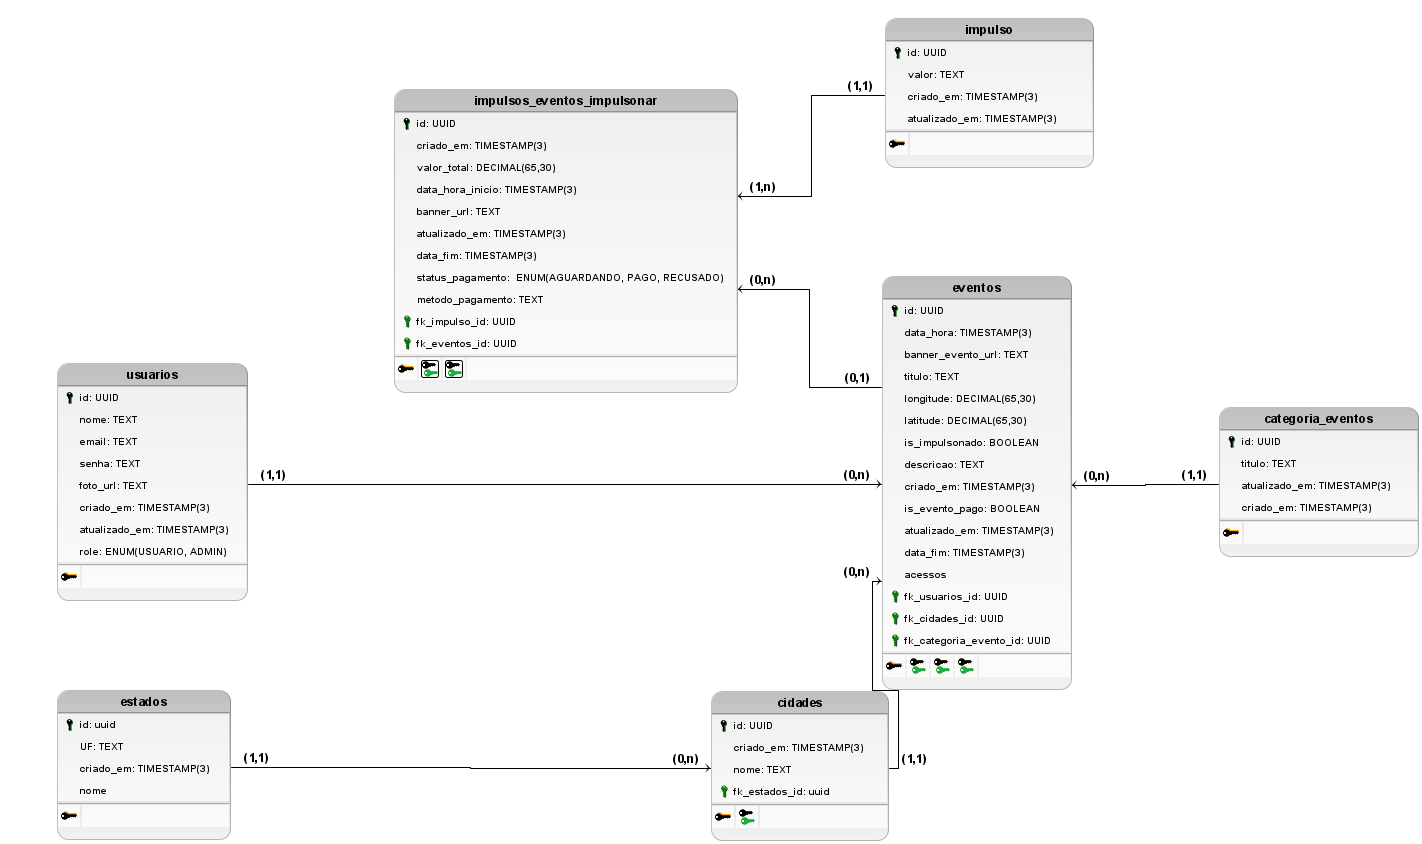 impulso
id: UUID
valor: TEXT
criado_em: TIMESTAMP(3)
atualizado_em: TIMESTAMP(3)
(1,1)
impulsos_eventos_impulsonar
id: UUID
criado_em: TIMESTAMP(3)
valor_total: DECIMAL(65,30)
data_hora_inicio: TIMESTAMP(3)
banner_url: TEXT
atualizado_em: TIMESTAMP(3)
data_fim: TIMESTAMP(3)
status_pagamento: ENUM(AGUARDANDO, PAGO, RECUSADO)
metodo_pagamento: TEXT
fk_impulso_id: UUID
fk_eventos_id: UUID
(1,n)
(0,n)
(0,1)
eventos
id: UUID
data_hora: TIMESTAMP(3)
banner_evento_url: TEXT
titulo: TEXT
longitude: DECIMAL(65,30)
latitude: DECIMAL(65,30)
is_impulsonado: BOOLEAN
descricao: TEXT
criado_em: TIMESTAMP(3)
is_evento_pago: BOOLEAN
atualizado_em: TIMESTAMP(3)
data_fim: TIMESTAMP(3)
acessos
fk_usuarios_id: UUID
fk_cidades_id: UUID
fk_categoria_evento_id: UUID
usuarios
id: UUID
nome: TEXT
email: TEXT
senha: TEXT
foto_url: TEXT
criado_em: TIMESTAMP(3)
atualizado_em: TIMESTAMP(3)
role: ENUM(USUARIO, ADMIN)
(1,1)
(0,n)
(0,n)
(1,1)
categoria_eventos
id: UUID
titulo: TEXT
atualizado_em: TIMESTAMP(3)
criado_em: TIMESTAMP(3)
(0,n)
estados
id: uuid
UF: TEXT
criado_em: TIMESTAMP(3)
nome
(1,1)
(0,n)
cidades
id: UUID
criado_em: TIMESTAMP(3)
nome: TEXT
fk_estados_id: uuid
(1,1)